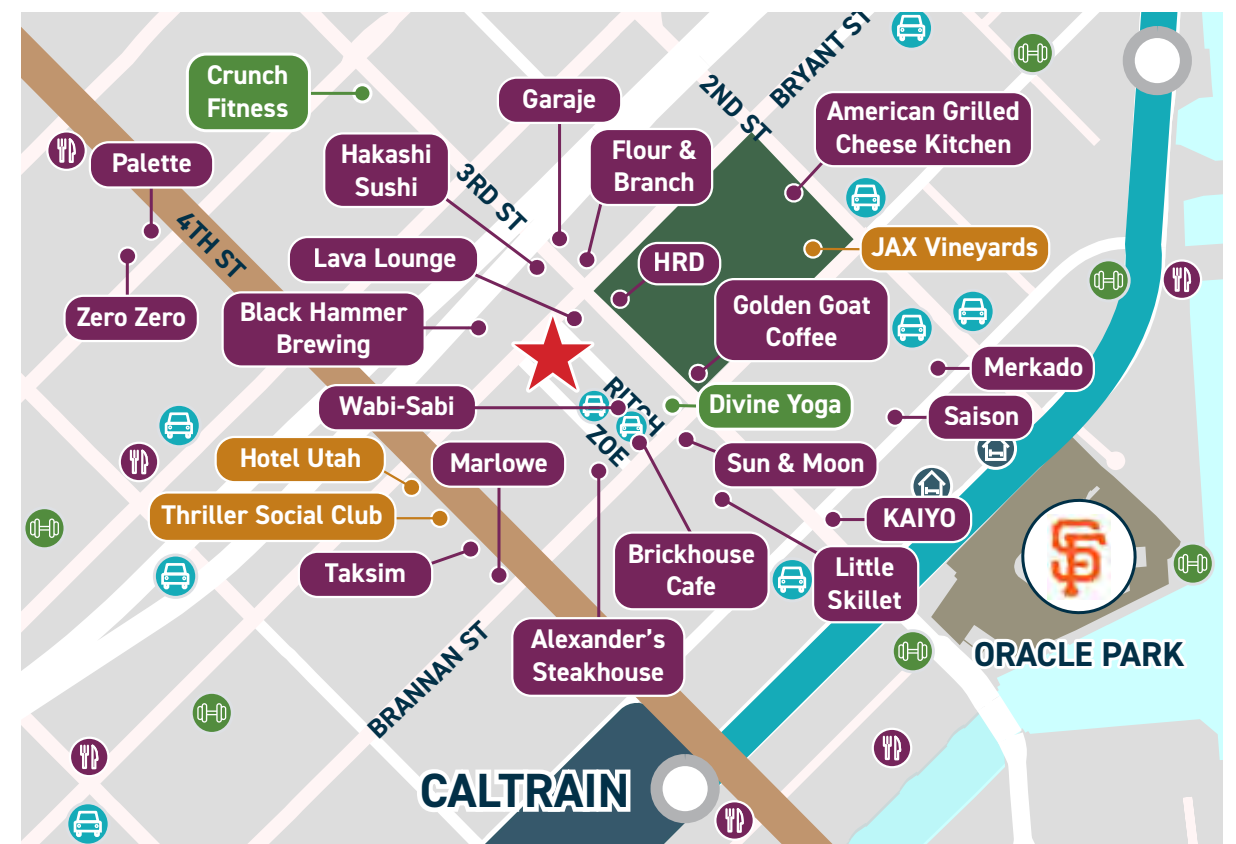 Crunch
Fitness
Garaje
2ND ST
BRYANT ST
American Grilled
Cheese Kitchen
Palette
Hakashi
Sushi
3RD ST
Flour &
Branch
4TH ST
Lava Lounge
HRD
JAX Vineyards
Zero Zero
Black Hammer
Brewing
Golden Goat
Coffee
Merkado
Wabi-Sabi
RITCH
ZOE
Divine Yoga
Saison
Hotel Utah
Marlowe
Sun & Moon
Thriller Social Club
KAIYO
Taksim
Brickhouse
Cafe
Little
Skillet
SF
Alexander's
Steakhouse
ORACLE PARK
BRANNAN ST
CALTRAIN